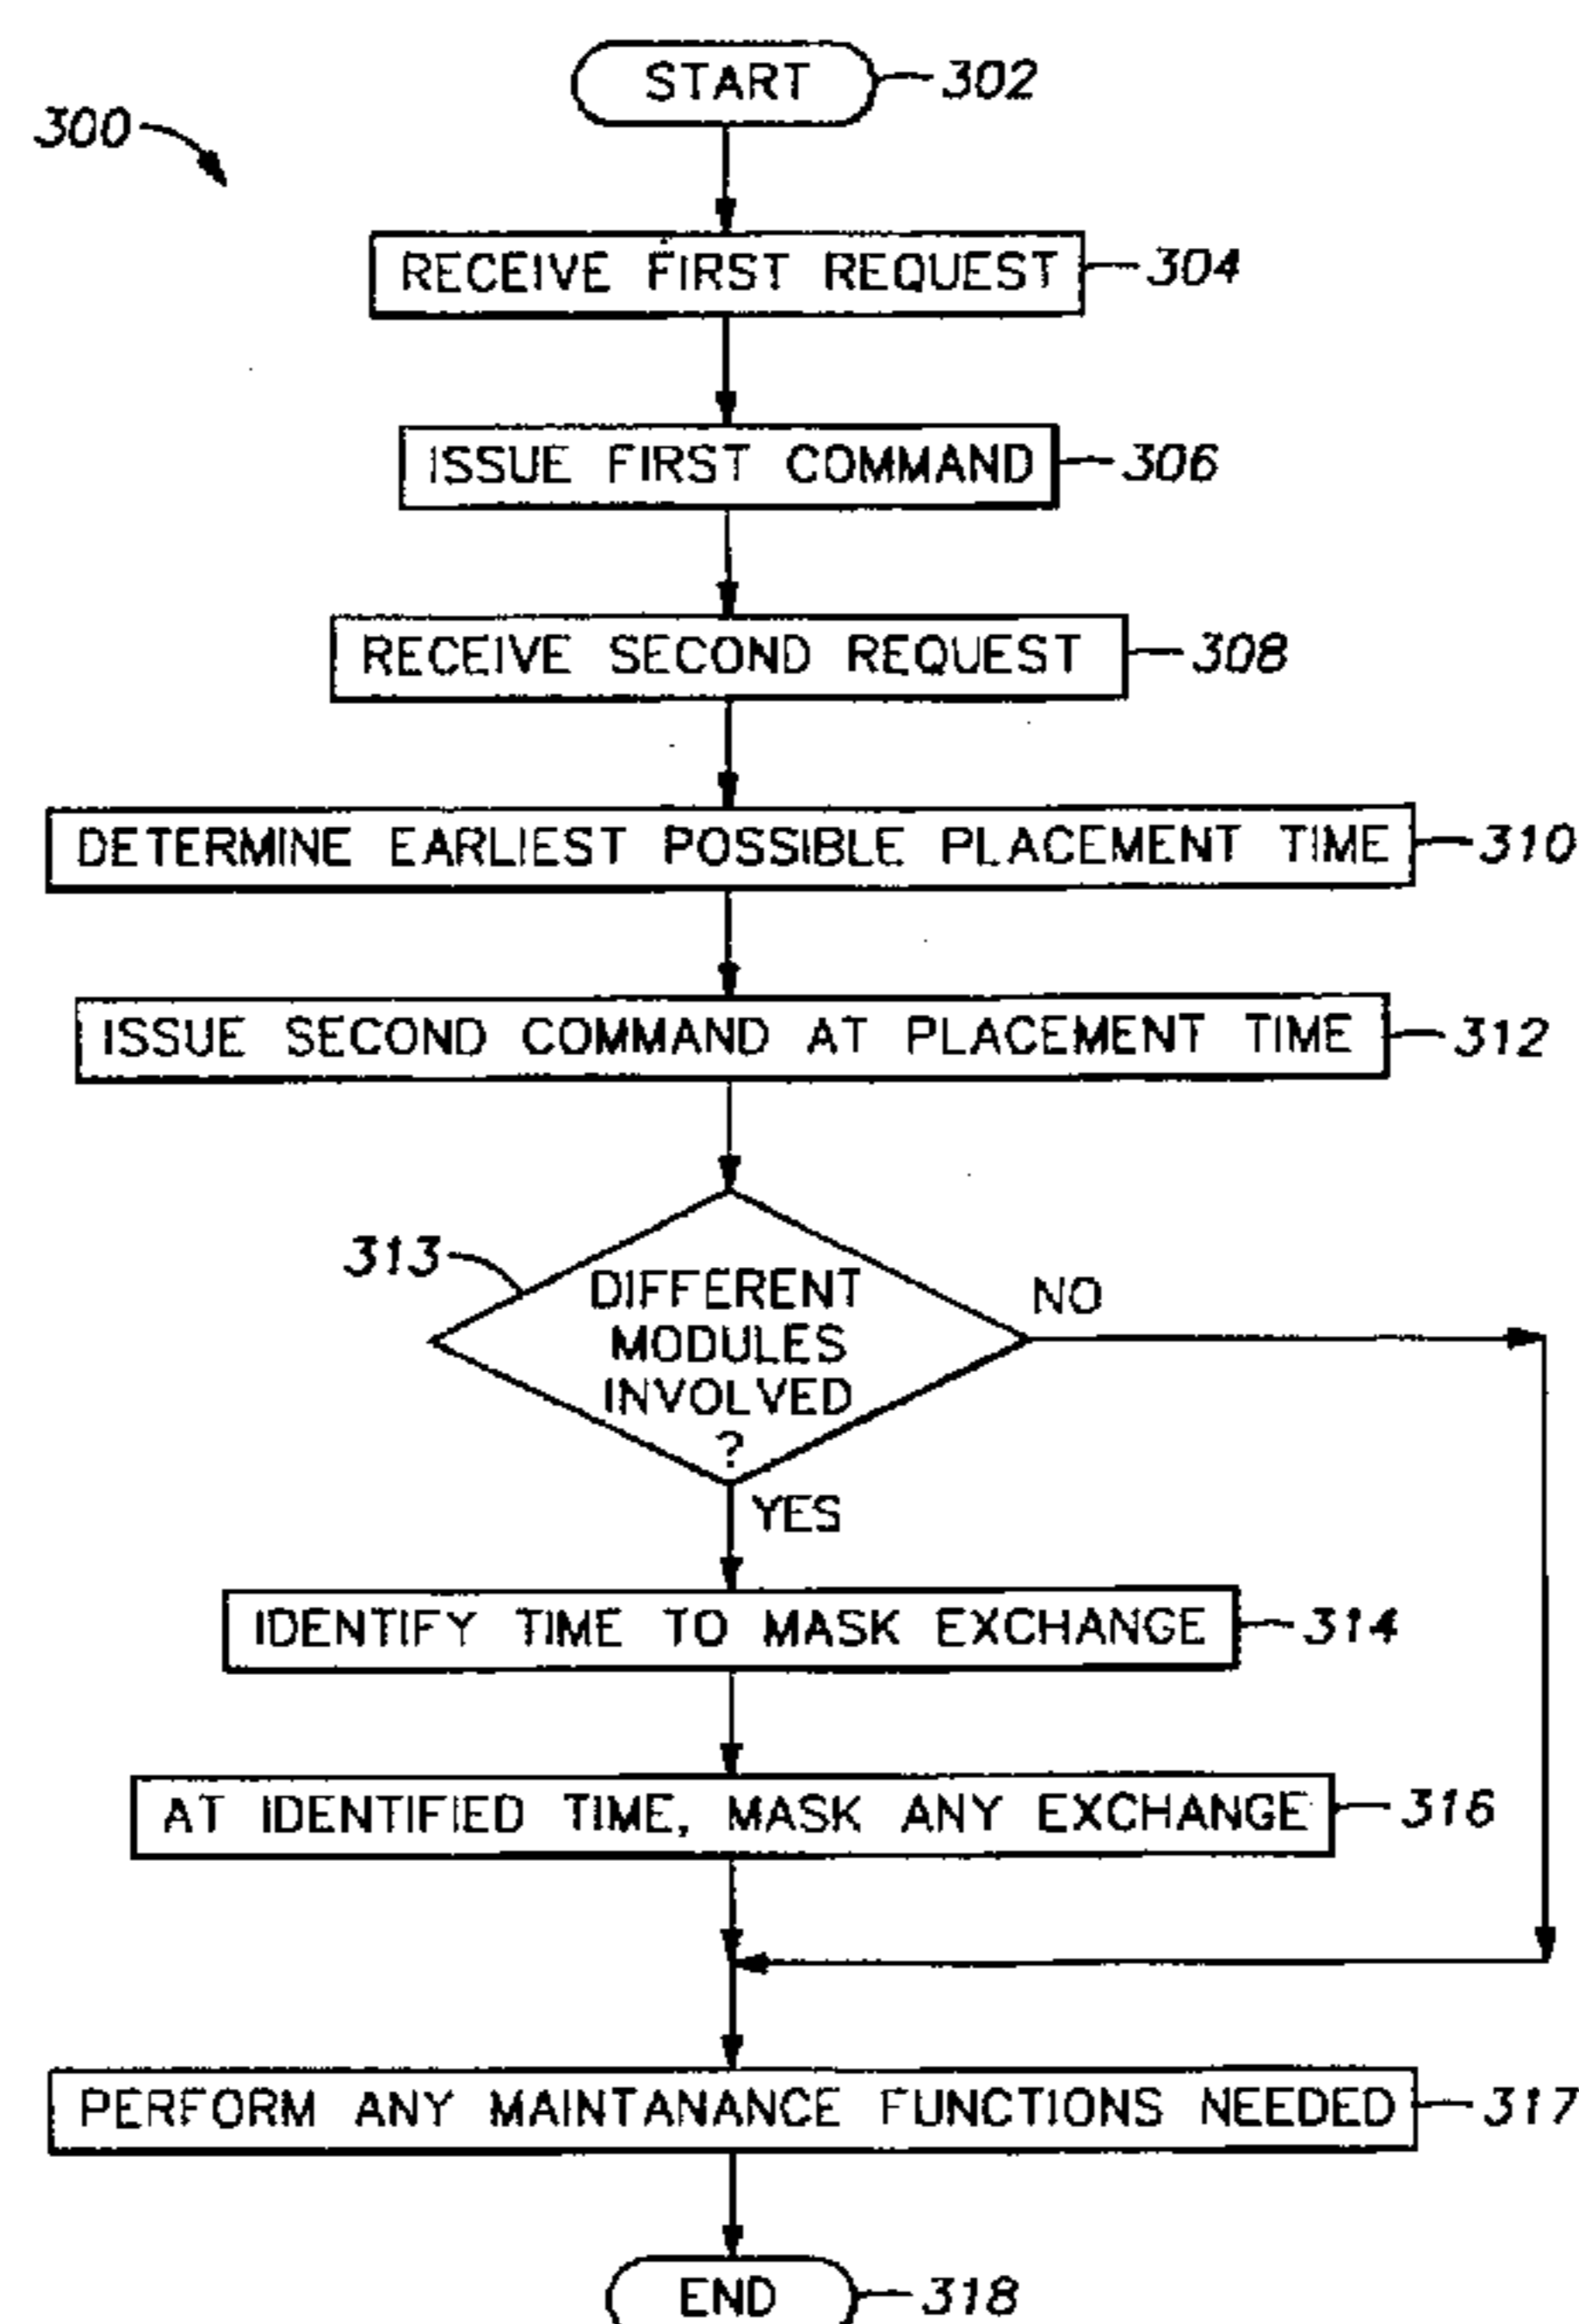 START
302
300
RECEIVE FIRST REQUEST
304
ISSUE FIRST COMMAND
306
RECEIVE SECOND REQUEST
308
DETERMINE EARLIEST POSSIBLE PLACEMENT TIME
310
ISSUE SECOND COMMAND AT PLACEMENT TIME
312
313
DIFFERENT
MODULES
INVOLVED
?
NO
YES
IDENTIFY TIME TO MASK EXCHANGE
314
AT IDENTIFIED TIME, MASK ANY EXCHANGE
316
PERFORM ANY MAINTANANCE FUNCTIONS NEEDED
317
END
318